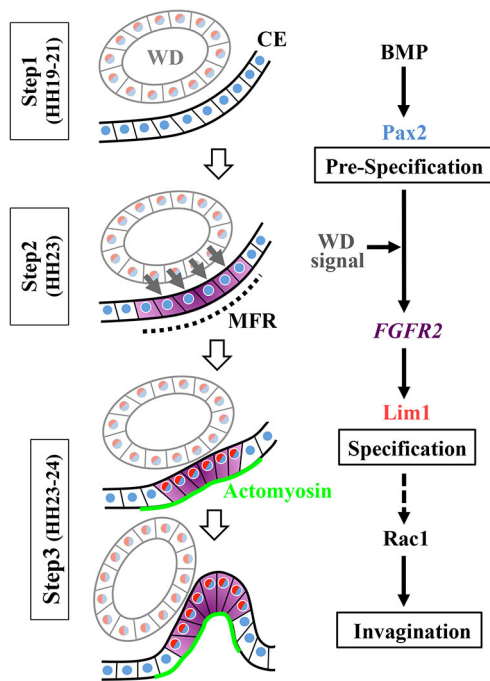 Step1
(HH19-21)
WD
CE
BMP
Pax2
Pre-Specification
Step2
(HH23)
MFR
WD
signal
FGFR2
Lim1
Specification
Step3 (HH23-24)
Actomyosin
Rac1
Invagination